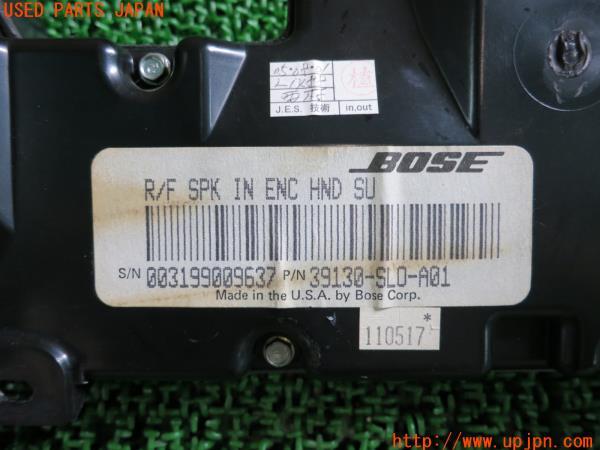 USED PARTS JAPAN
J.E.S. 技術 in,out
BOSE
R/F SPK IN ENC HND SU
S/N 003199009637 P/N 39130-SL0-A01
Made in the U.S.A. by Bose Corp.
*
110517
http://www.upjpn.com